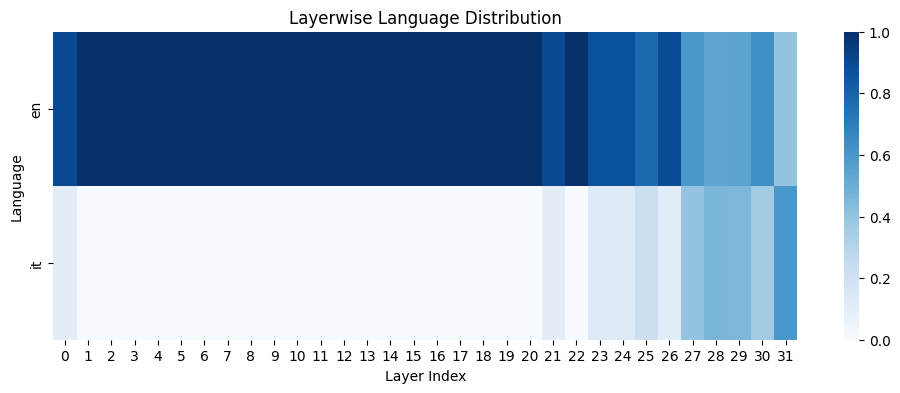 Layerwise Language Distribution
Language
en
it
0 1 2 3 4 5 6 7 8 9 10 11 12 13 14 15 16 17 18 19 20 21 22 23 24 25 26 27 28 29 30 31
Layer Index
1.0
0.8
0.6
0.4
0.2
0.0